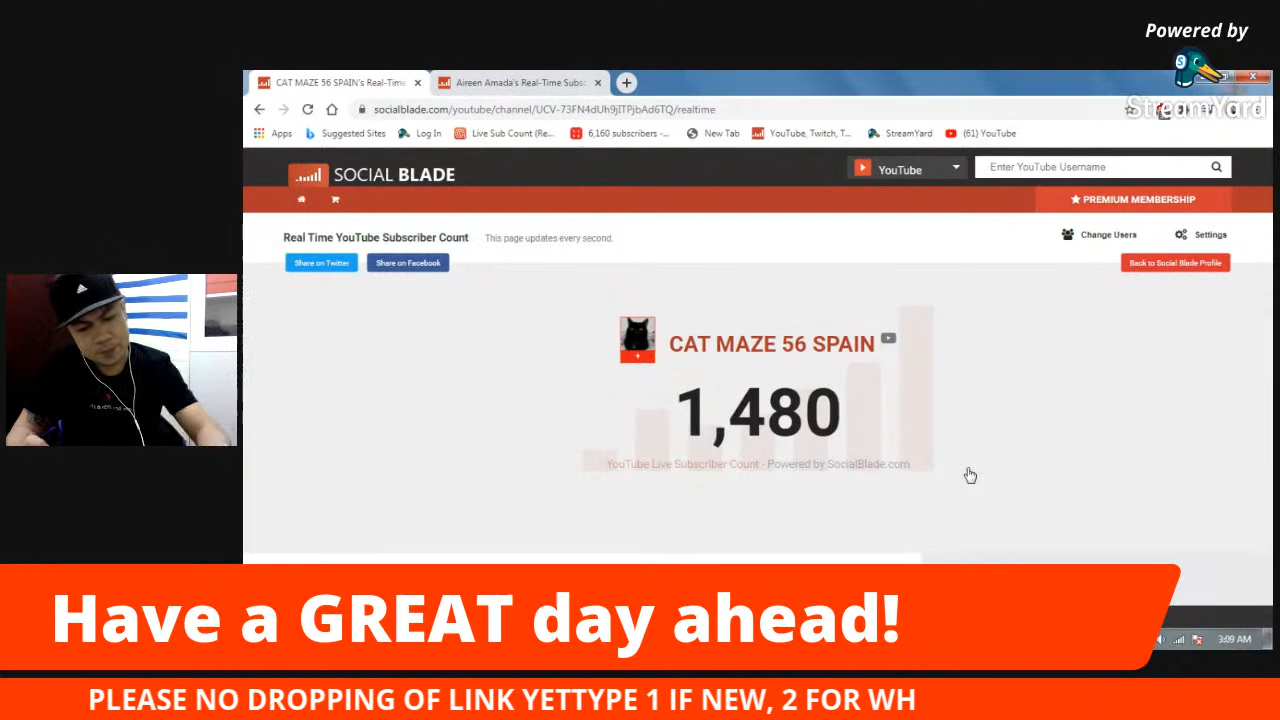 Powered by
StreamYard
CAT MAZE 56 SPAIN's Real-Time
Aireen Amada's Real-Time Subsc
socialblade.com/youtube/channel/UCV-73FN4dUh9jITPjbAd6TQ/realtime
Apps
Suggested Sites
Log In
Live Sub Count (Re...
6,160 subscribers -...
New Tab
YouTube, Twitch, T...
StreamYard
(61) YouTube
SOCIAL BLADE
YouTube
Enter YouTube Username
PREMIUM MEMBERSHIP
Real Time YouTube Subscriber Count
This page updates every second.
Change Users
Settings
Share on Twitter
Share on Facebook
Back to Social Blade Profile
CAT MAZE 56 SPAIN
1,480
YouTube Live Subscriber Count - Powered by SocialBlade.com
Have a GREAT day ahead!
3:09 AM
PLEASE NO DROPPING OF LINK YETTYPE 1 IF NEW, 2 FOR WH